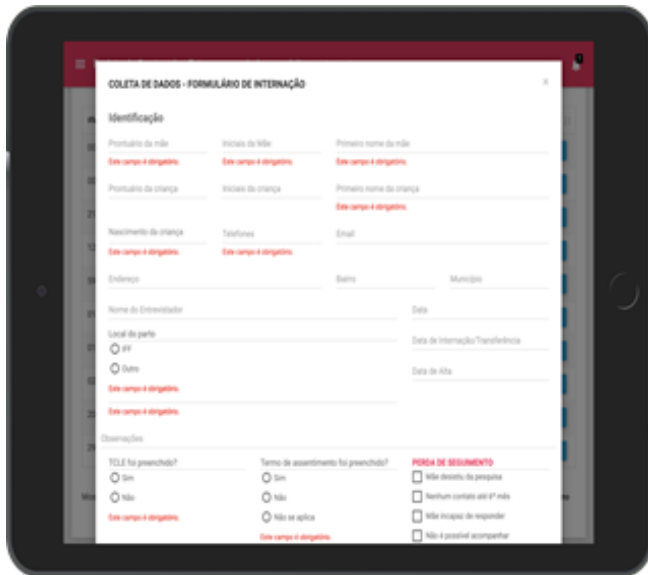 COLETA DE DADOS - FORMULÁRIO DE INTERNAÇÃO ×
Identificação
Prontuário da mãe Iniciais da Mãe Primeiro nome da mãe
Este campo é obrigatório. Este campo é obrigatório. Este campo é obrigatório.
Prontuário da criança Iniciais da criança Primeiro nome da criança
Este campo é obrigatório.
Nascimento da criança Telefones Email
Este campo é obrigatório. Este campo é obrigatório.
Endereço Bairro Município
Nome do Entrevistador Data
Local do parto
IFF
Data de Internação/Transferência
Outro
Data de Alta
Este campo é obrigatório.
Este campo é obrigatório.
Observações
TCLE foi preenchido? Termo de assentimento foi preenchido? PERDA DE SEGUIMENTO
Sim Sim Mãe desistiu da pesquisa
Não Não Nenhum contato até 6º mês
Este campo é obrigatório. Não se aplica Mãe incapaz de responder
Este campo é obrigatório. Não é possível acompanhar